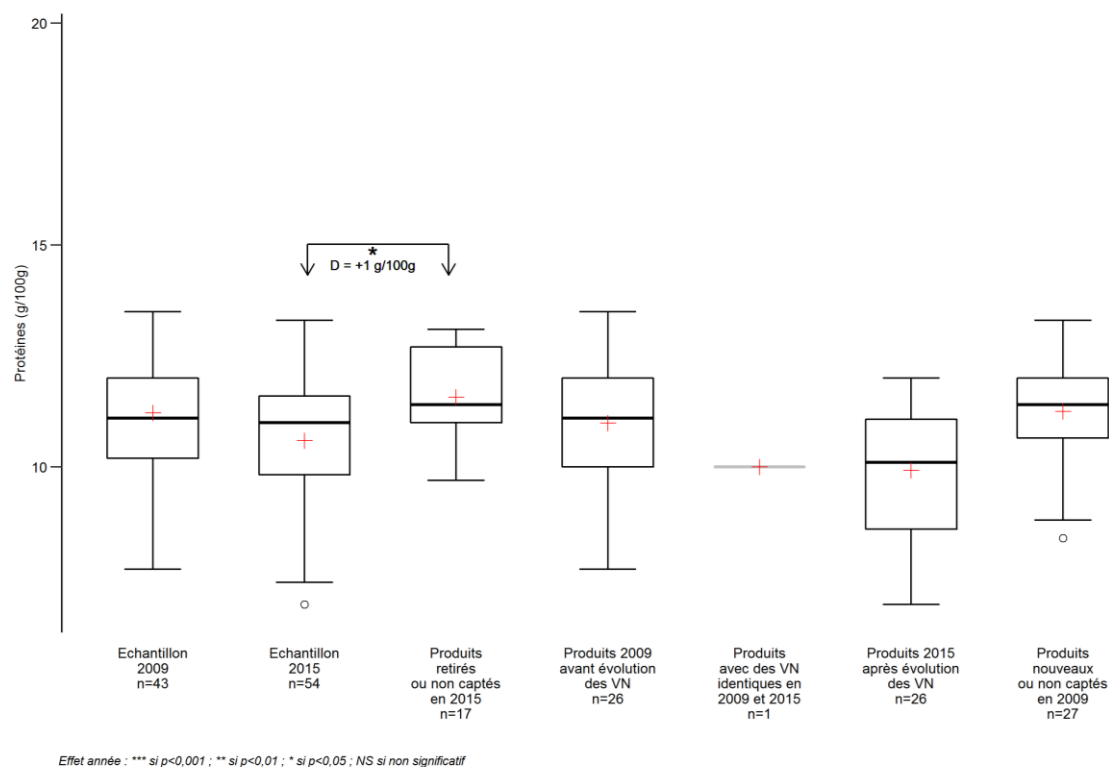 20
15
10
Protéines (g/100g)
*
D = +1 g/100g
Echantillon
2009
n=43
Echantillon
2015
n=54
Produits
retirés
ou non captés
en 2015
n=17
Produits 2009
avant évolution
des VN
n=26
Produits
avec des VN
identiques en
2009 et 2015
n=1
Produits 2015
après évolution
des VN
n=26
Produits
nouveaux
ou non captés
en 2009
n=27
Effet année : *** si p<0,001 ; ** si p<0,01 ; * si p<0,05 ; NS si non significatif